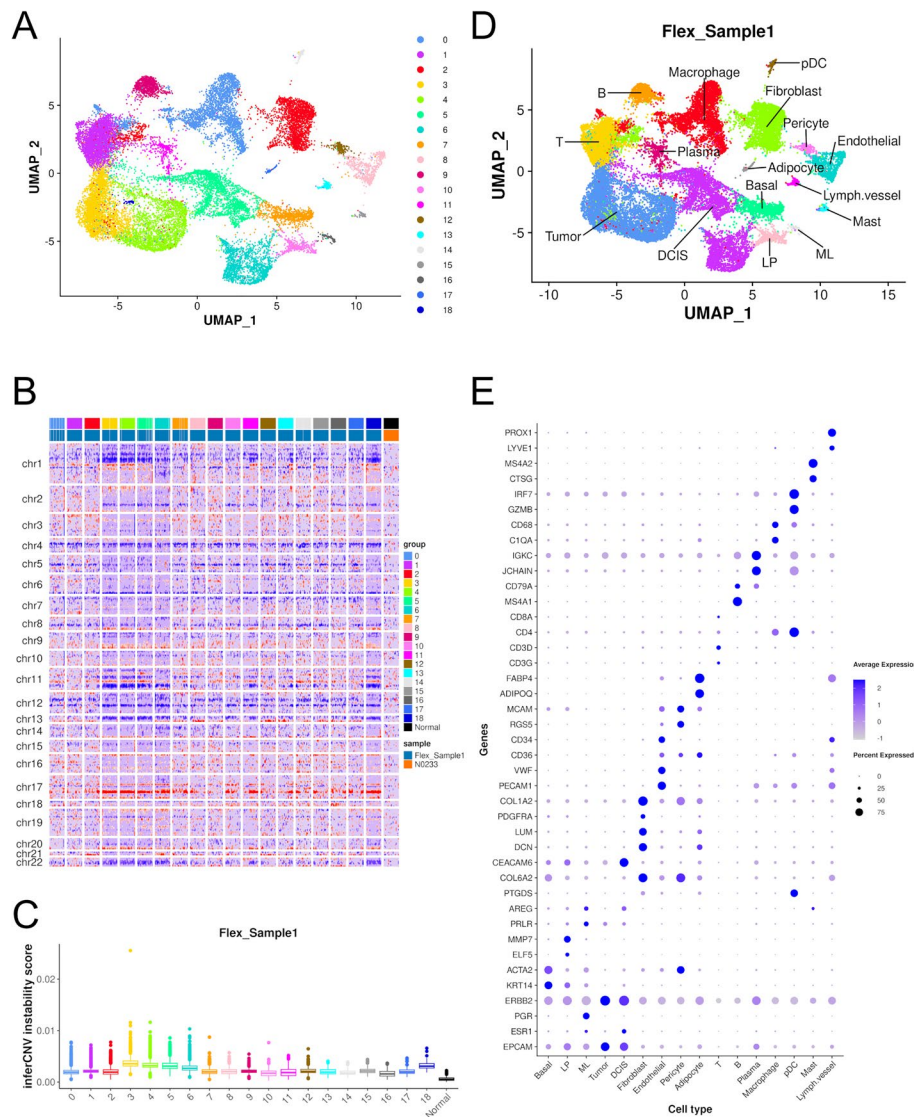 A
UMAP_2
5
0
-5
-5
0
5
10
UMAP_1
0
1
2
3
4
5
6
7
8
9
10
11
12
13
14
15
16
17
18
D
Flex_Sample1
UMAP_2
10
5
0
-5
-10
-5
0
5
10
15
UMAP_1
pDC
Macrophage
B
Fibroblast
Pericyte
T
Endothelial
Plasma
Adipocyte
Basal
Lymph.vessel
Tumor
Mast
DCIS
LP
ML
B
chr1
chr2
chr3
chr4
chr5
chr6
chr7
chr8
chr9
chr10
chr11
chr12
chr13
chr14
chr15
chr16
chr17
chr18
chr19
chr20
chr21
chr22
group
0
1
2
3
4
5
6
7
8
9
10
11
12
13
14
15
16
17
18
Normal
sample
Flex_Sample1
N0233
C
Flex_Sample1
inferCNV instability score
0.02
0.01
0.00
0
1
2
3
4
5
6
7
8
9
10
11
12
13
14
15
16
17
18
Normal
E
Genes
PROX1
LYVE1
MS4A2
CTSG
IRF7
GZMB
CD68
C1QA
IGKC
JCHAIN
CD79A
MS4A1
CD8A
CD4
CD3D
CD3G
FABP4
ADIPOQ
MCAM
RGS5
CD34
CD36
VWF
PECAM1
COL1A2
PDGFRA
LUM
DCN
CEACAM6
COL6A2
PTGDS
AREG
PRLR
MMP7
ELF5
ACTA2
KRT14
ERBB2
PGR
ESR1
EPCAM
Basal
LP
ML
Tumor
DCIS
Fibroblast
Endothelial
Pericyte
Adipocyte
T
B
Plasma
Macrophage
pDC
Mast
Lymph.vessel
Cell type
Average Expressio
2
1
0
-1
Percent Expressed
0
25
50
75